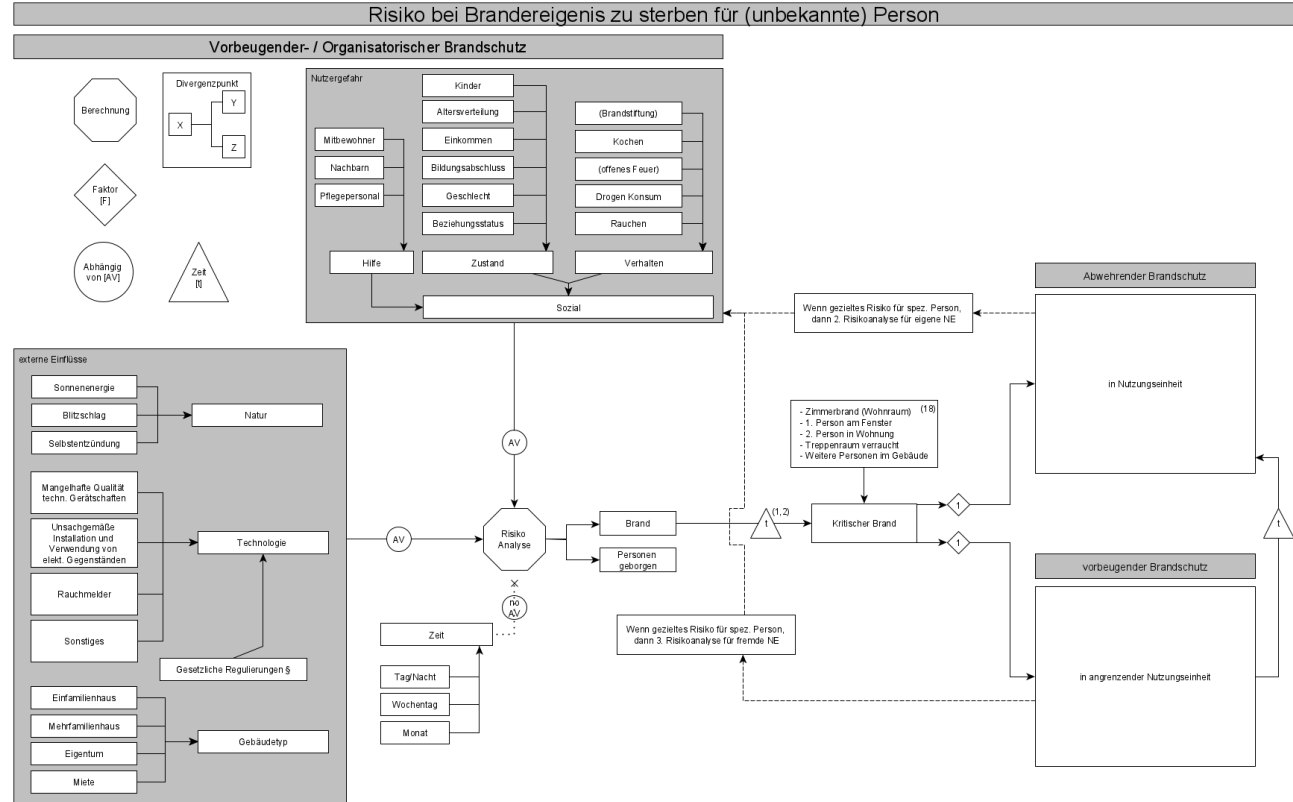 Risiko bei Brandereigenis zu sterben für (unbekannte) Person
Vorbeugender- / Organisatorischer Brandschutz
Berechnung
Divergenzpunkt
X
Y
Z
Faktor
[F]
Abhängig
von [AV]
Zeit
[t]
Nutzergefahr
Mitbewohner
Nachbarn
Pflegepersonal
Kinder
Altersverteilung
Einkommen
Bildungsabschluss
Geschlecht
Beziehungsstatus
(Brandstiftung)
Kochen
(offenes Feuer)
Drogen Konsum
Rauchen
Hilfe
Zustand
Verhalten
Sozial
externe Einflüsse
Sonnenenergie
Blitzschlag
Selbstentzündung
Natur
Mangelhafte Qualität
techn. Gerätschaften
Unsachgemäße
Installation und
Verwendung von
elekt. Gegenständen
Rauchmelder
Sonstiges
Technologie
Gesetzliche Regulierungen §
Einfamilienhaus
Mehrfamilienhaus
Eigentum
Miete
Gebäudetyp
AV
AV
Risiko
Analyse
no
AV
Zeit
Tag/Nacht
Wochentag
Monat
Brand
Personen
geborgen
t
(1,2)
Wenn gezieltes Risiko für spez. Person,
dann 2. Risikoanalyse für eigene NE
- Zimmerbrand (Wohnraum)
(18)
- 1. Person am Fenster
- 2. Person in Wohnung
- Treppenraum verraucht
- Weitere Personen im Gebäude
Kritischer Brand
1
1
Wenn gezieltes Risiko für spez. Person,
dann 3. Risikoanalyse für fremde NE
Abwehrender Brandschutz
in Nutzungseinheit
t
vorbeugender Brandschutz
in angrenzender Nutzungseinheit